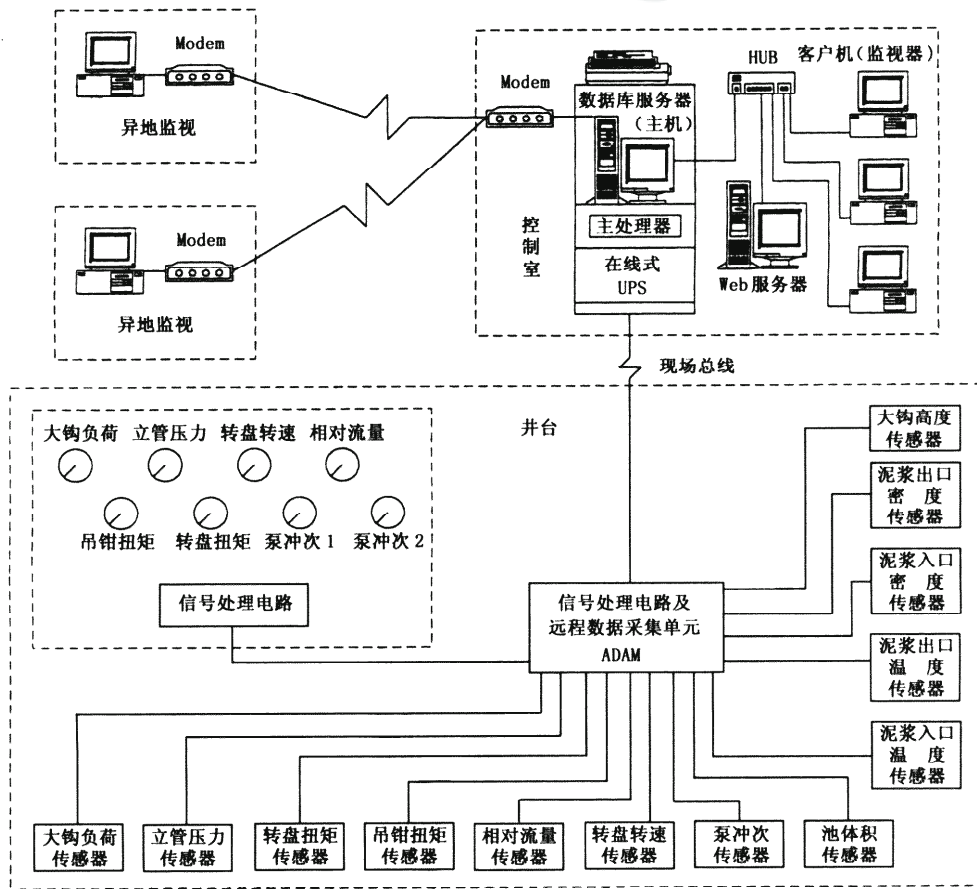 Modem
异地监视
Modem
异地监视
Modem
数据库服务器
（主机）
HUB
客户机（监视器）
控制室
主处理器
在线式
UPS
Web服务器
现场总线
井台
大钩负荷 立管压力 转盘转速 相对流量
吊钳扭矩 转盘扭矩 泵冲次1 泵冲次2
信号处理电路
信号处理电路及
远程数据采集单元
ADAM
大钩高度
传感器
泥浆出口
密 度
传感器
泥浆入口
密 度
传感器
泥浆出口
温 度
传感器
泥浆入口
温 度
传感器
大钩负荷
传感器
立管压力
传感器
转盘扭矩
传感器
吊钳扭矩
传感器
相对流量
传感器
转盘转速
传感器
泵冲次
传感器
池体积
传感器